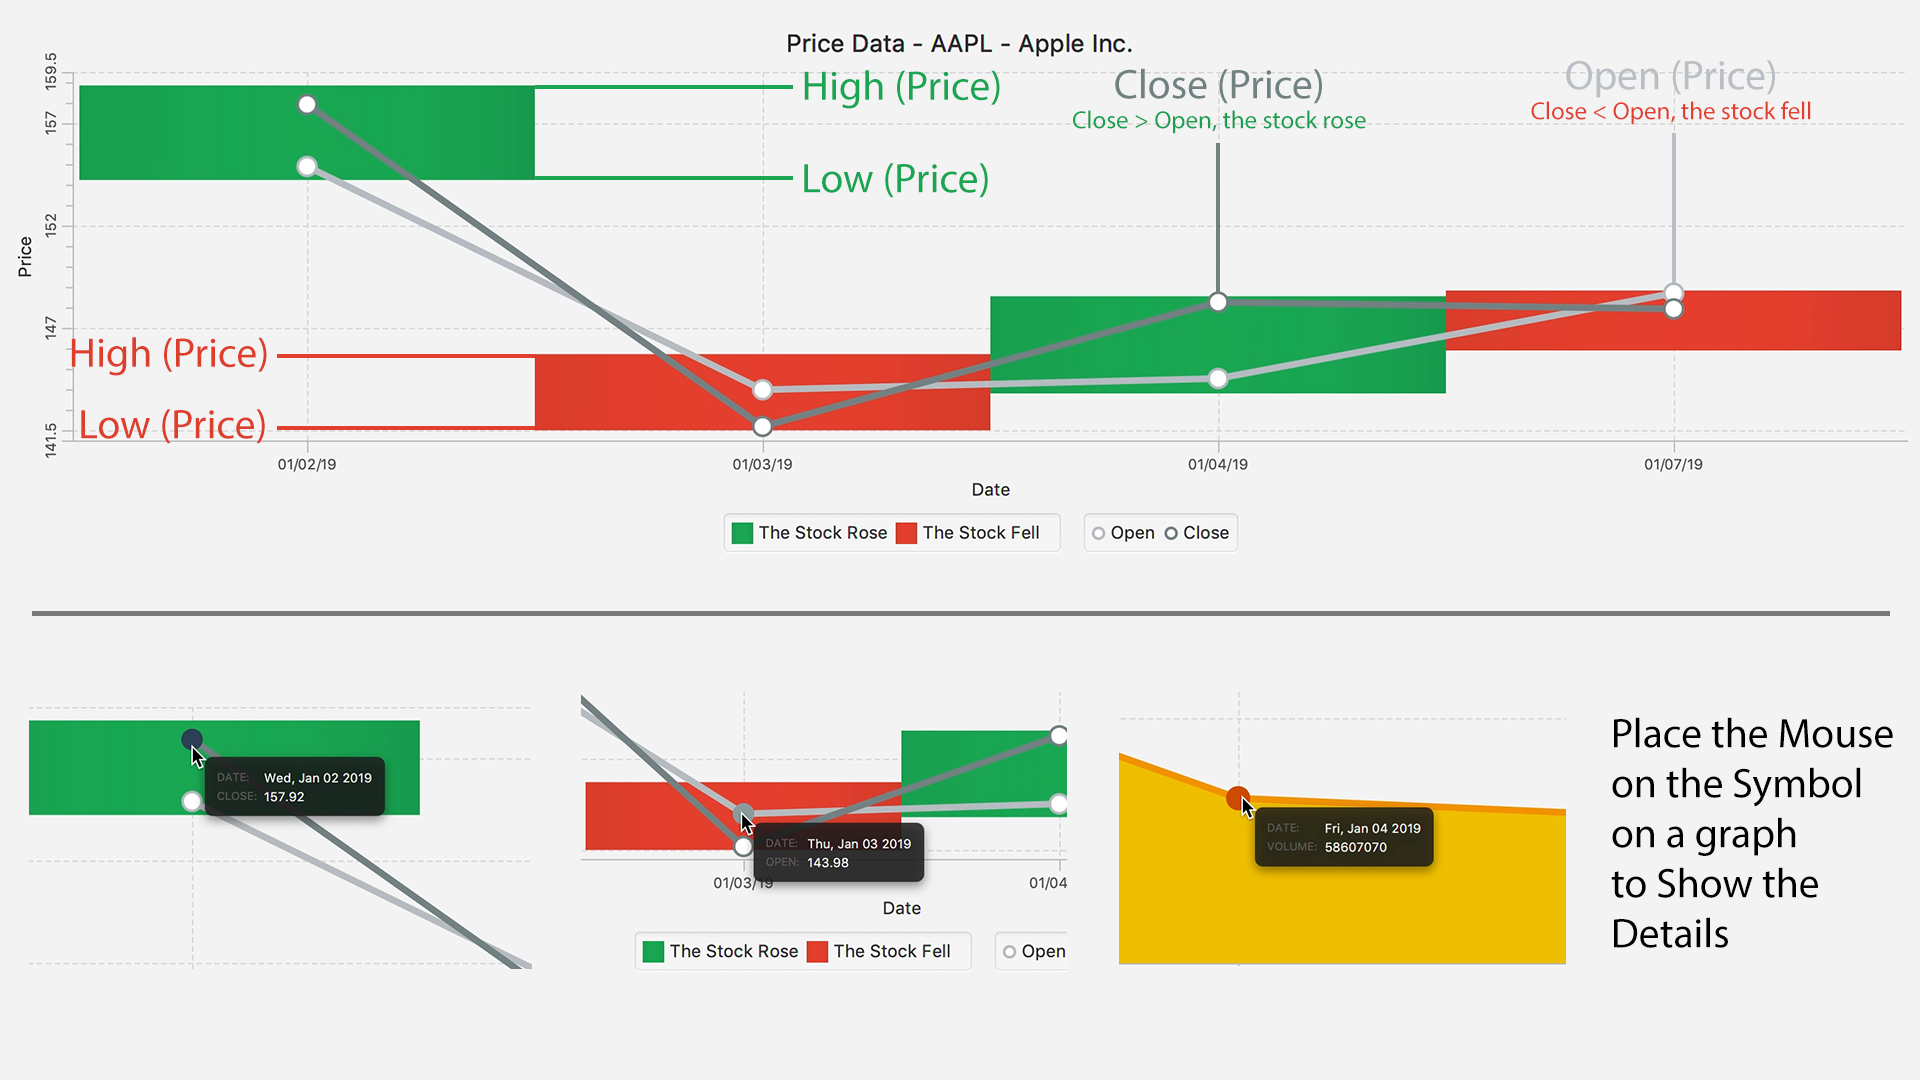 Price Data - AAPL - Apple Inc.
159.5
157
152
147
141.5
Price
High (Price)
Low (Price)
Close (Price)
Close > Open, the stock rose
Open (Price)
Close < Open, the stock fell
High (Price)
Low (Price)
01/02/19
01/03/19
01/04/19
01/07/19
Date
The Stock Rose
The Stock Fell
Open
Close
DATE: Wed, Jan 02 2019
CLOSE: 157.92
DATE: Thu, Jan 03 2019
OPEN: 143.98
01/03/19
01/04
Date
The Stock Rose
The Stock Fell
Open
DATE: Fri, Jan 04 2019
VOLUME: 58607070
Place the Mouse
on the Symbol
on a graph
to Show the
Details